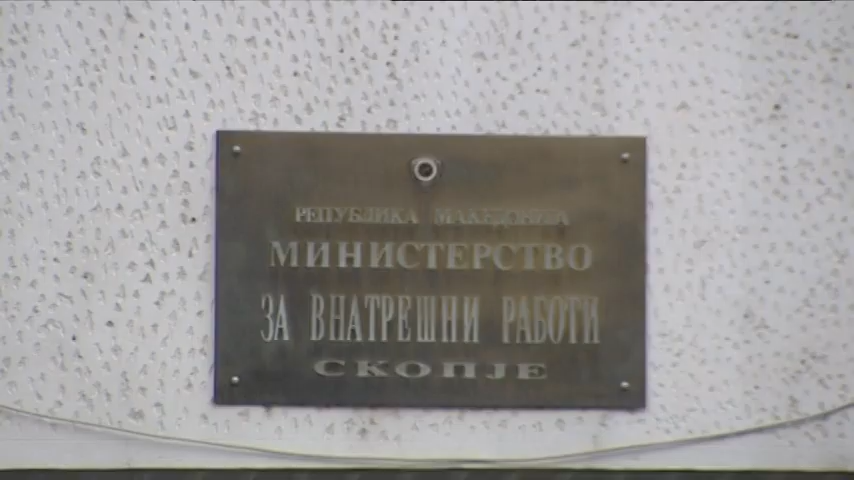 РЕПУБЛИКА МАКЕДОНИЈА
МИНИСТЕРСТВО
ЗА ВНАТРЕШНИ РАБОТИ
СКОПЈЕ